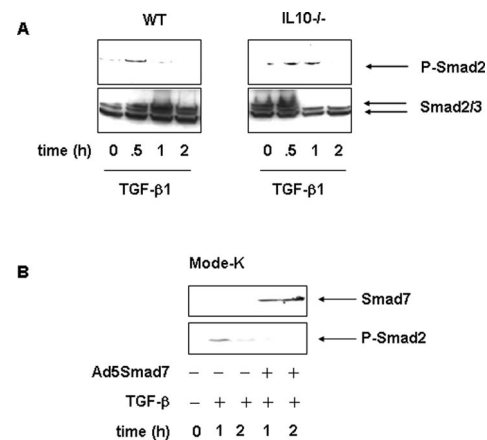 A
WT IL10-/-
P-Smad2
Smad2/3
time (h) 0 .5 1 2 0 .5 1 2
TGF-β1 TGF-β1
B
Mode-K
Smad7
P-Smad2
Ad5Smad7 − − − + +
TGF-β − + + + +
time (h) 0 1 2 1 2